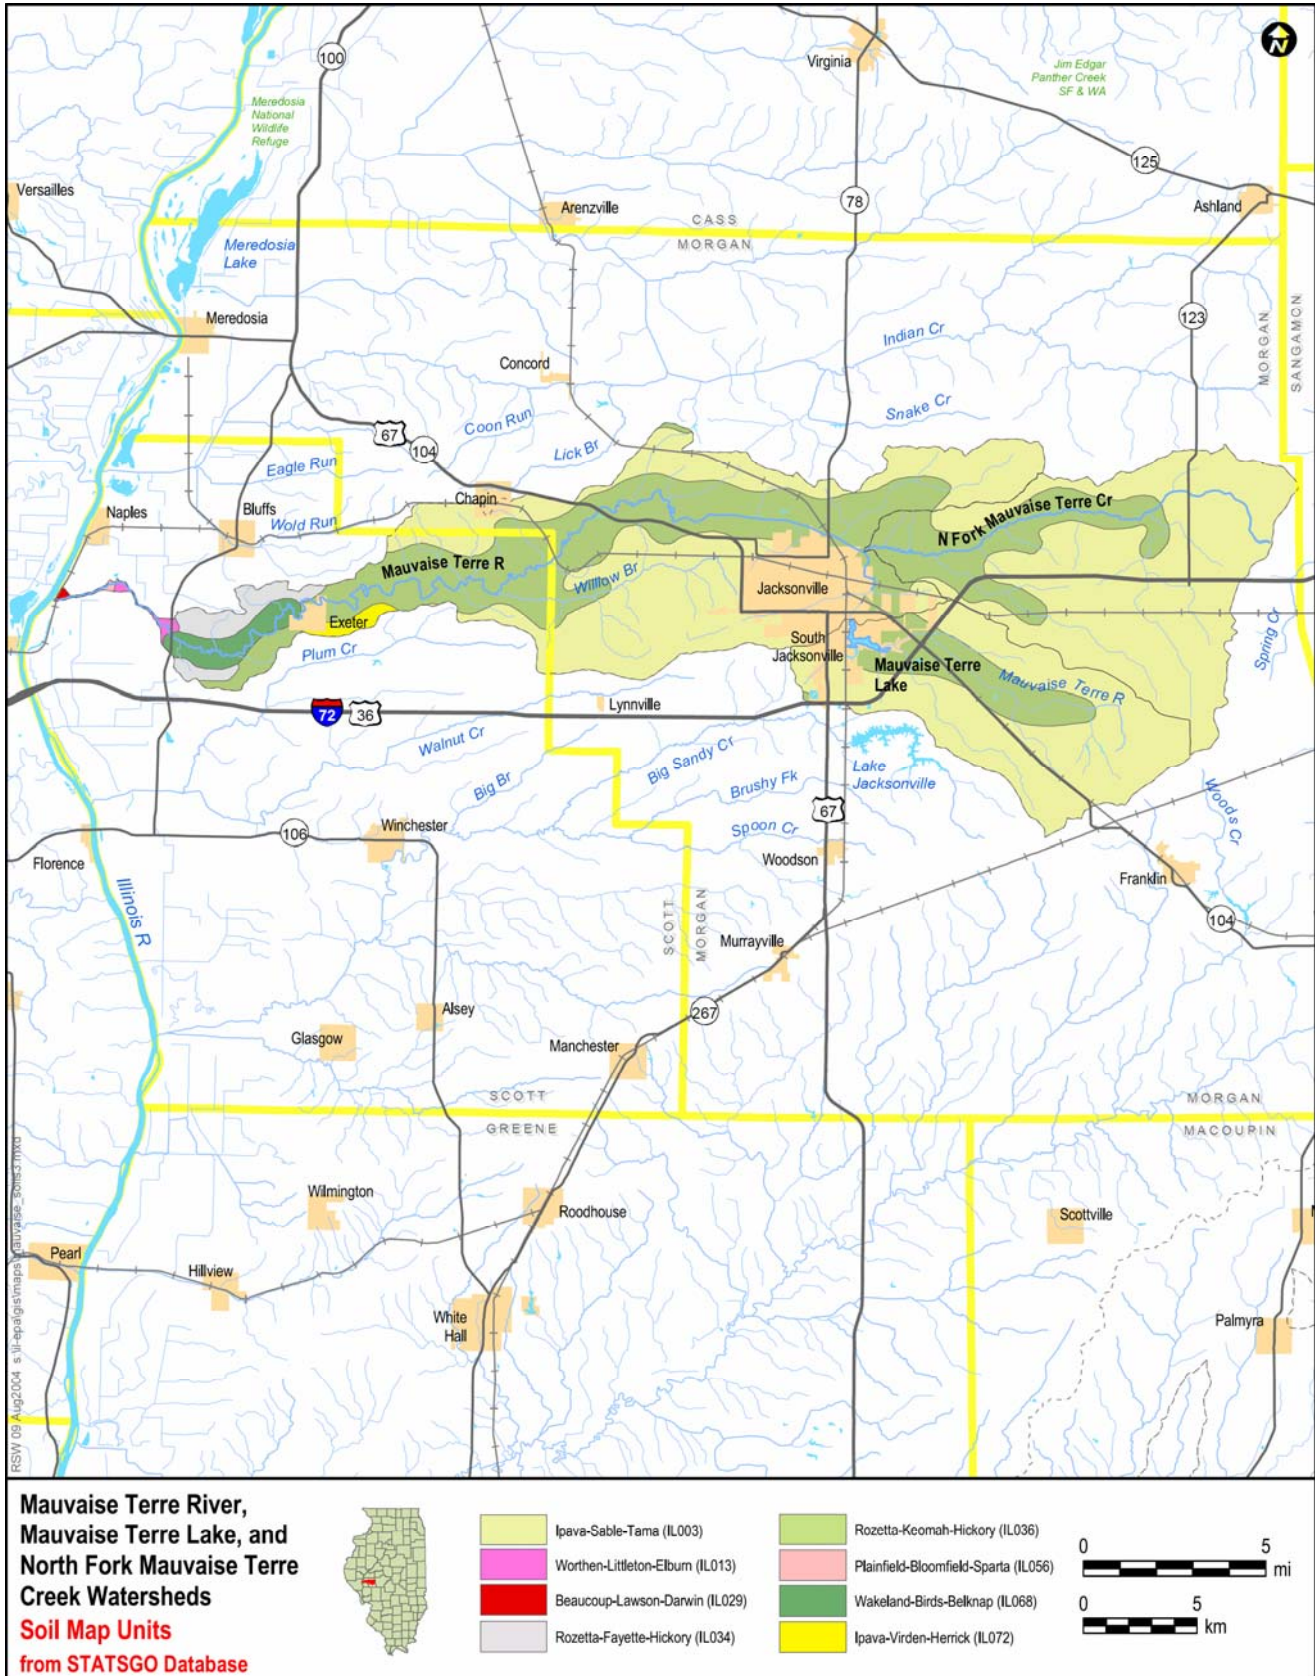 100
Virginia
Jim Edgar
Panther Creek
SF & WA
N
Meredosia
National
Wildlife
Refuge
125
Versailles
78
Ashland
Arenzville
CASS
MORGAN
Meredosia
Lake
Meredosia
123
MORGAN
SANGAMON
Indian Cr
Concord
Snake Cr
Coon Run
67
104
Lick Br
Eagle Run
Chapin
Naples
Bluffs
Wold Run
N Fork Mauvaise Terre Cr
Mauvaise Terre R
Willlow Br
Jacksonville
Exeter
South
Jacksonville
Plum Cr
Mauvaise Terre
Lake
Mauvaise Terre R
Spring Cr
72
36
Lynnville
Walnut Cr
Big Sandy Cr
Big Br
Brushy Fk
Lake
Jacksonville
Woods Cr
67
Spoon Cr
106
Winchester
Woodson
Florence
Franklin
Illinois R
104
SCOTT
MORGAN
Murrayville
Alsey
267
Glasgow
Manchester
SCOTT
GREENE
MORGAN
MACOUPIN
Wilmington
Roodhouse
Scottville
Pearl
Hillview
White
Hall
Palmyra
RSW 09 Aug2004 s:\il-epa\gis\maps\mauvaise_soils3.mxd
Mauvaise Terre River,
Mauvaise Terre Lake, and
North Fork Mauvaise Terre
Creek Watersheds
Soil Map Units
from STATSGO Database
Ipava-Sable-Tama (IL003)
Worthen-Littleton-Elburn (IL013)
Beaucoup-Lawson-Darwin (IL029)
Rozetta-Fayette-Hickory (IL034)
Rozetta-Keomah-Hickory (IL036)
Plainfield-Bloomfield-Sparta (IL056)
Wakeland-Birds-Belknap (IL068)
Ipava-Virden-Herrick (IL072)
0 5
mi
0 5
km